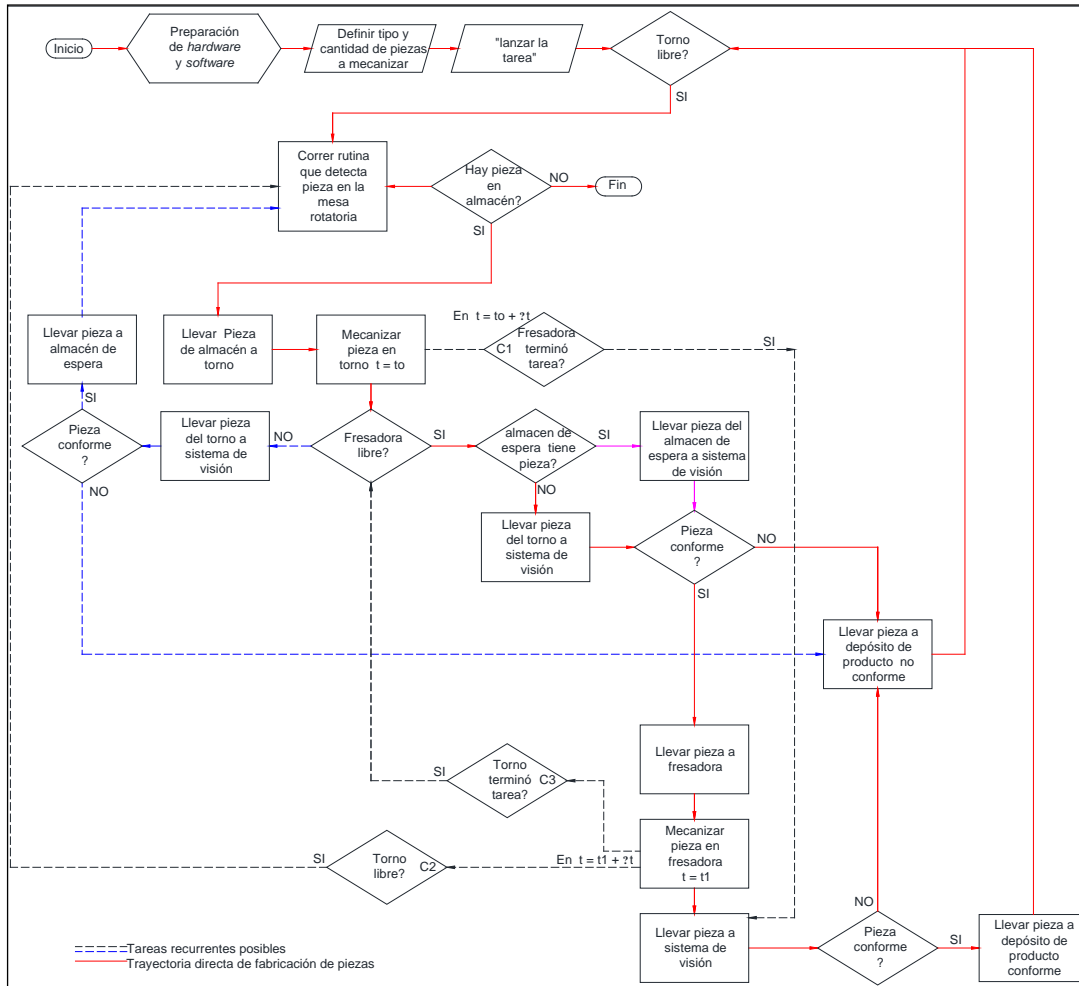 Inicio
Preparación
de hardware
y software
Definir tipo y
cantidad de piezas
a mecanizar
"lanzar la
tarea"
Torno
libre?
SI
Correr rutina
que detecta
pieza en la
mesa
rotatoria
Hay pieza
en
almacén?
NO
Fin
SI
Llevar pieza a
almacén de
espera
Llevar Pieza
de almacén a
torno
Mecanizar
pieza en
torno t = to
En t = to + ?t
Fresadora
C1 terminó
tarea?
SI
SI
Pieza
conforme
?
NO
Llevar pieza
del torno a
sistema de
visión
NO
Fresadora
libre?
SI
almacen de
espera tiene
pieza?
SI
NO
Llevar pieza del
almacen de
espera a sistema
de visión
Llevar pieza
del torno a
sistema de
visión
Pieza
conforme
?
NO
SI
Llevar pieza a
depósito de
producto no
conforme
Llevar pieza a
fresadora
SI
Torno
terminó C3
tarea?
Mecanizar
pieza en
fresadora
t = t1
En t = t1 + ?t
SI
Torno
libre? C2
Llevar pieza a
sistema de
visión
NO
Pieza
conforme
?
SI
Llevar pieza a
depósito de
producto
conforme
Tareas recurrentes posibles
Trayectoria directa de fabricación de piezas